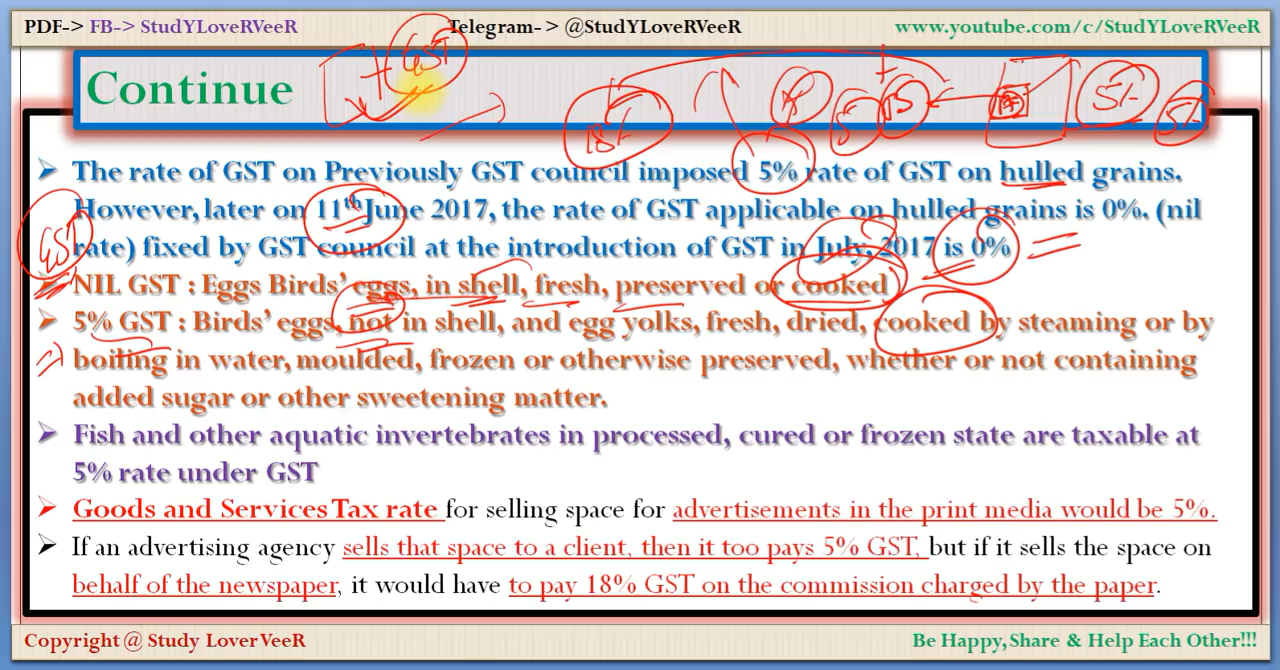 PDF-> FB-> StudYLoveRVeeR Telegram-> @StudYLoveRVeeR www.youtube.com/c/StudYLoveRVeeR
+ GST
Continue
18% 5% 5%
The rate of GST on Previously GST council imposed 5% rate of GST on hulled grains.
However, later on 11th June 2017, the rate of GST applicable on hulled grains is 0%. (nil
GST
rate) fixed by GST council at the introduction of GST in July, 2017 is 0%
NIL GST : Eggs Birds' eggs, in shell, fresh, preserved or cooked
5% GST : Birds' eggs, not in shell, and egg yolks, fresh, dried, cooked by steaming or by
boiling in water, moulded, frozen or otherwise preserved, whether or not containing
added sugar or other sweetening matter.
Fish and other aquatic invertebrates in processed, cured or frozen state are taxable at
5% rate under GST
Goods and Services Tax rate for selling space for advertisements in the print media would be 5%.
If an advertising agency sells that space to a client, then it too pays 5% GST, but if it sells the space on
behalf of the newspaper, it would have to pay 18% GST on the commission charged by the paper.
Copyright @ Study LoverVeeR Be Happy, Share & Help Each Other!!!